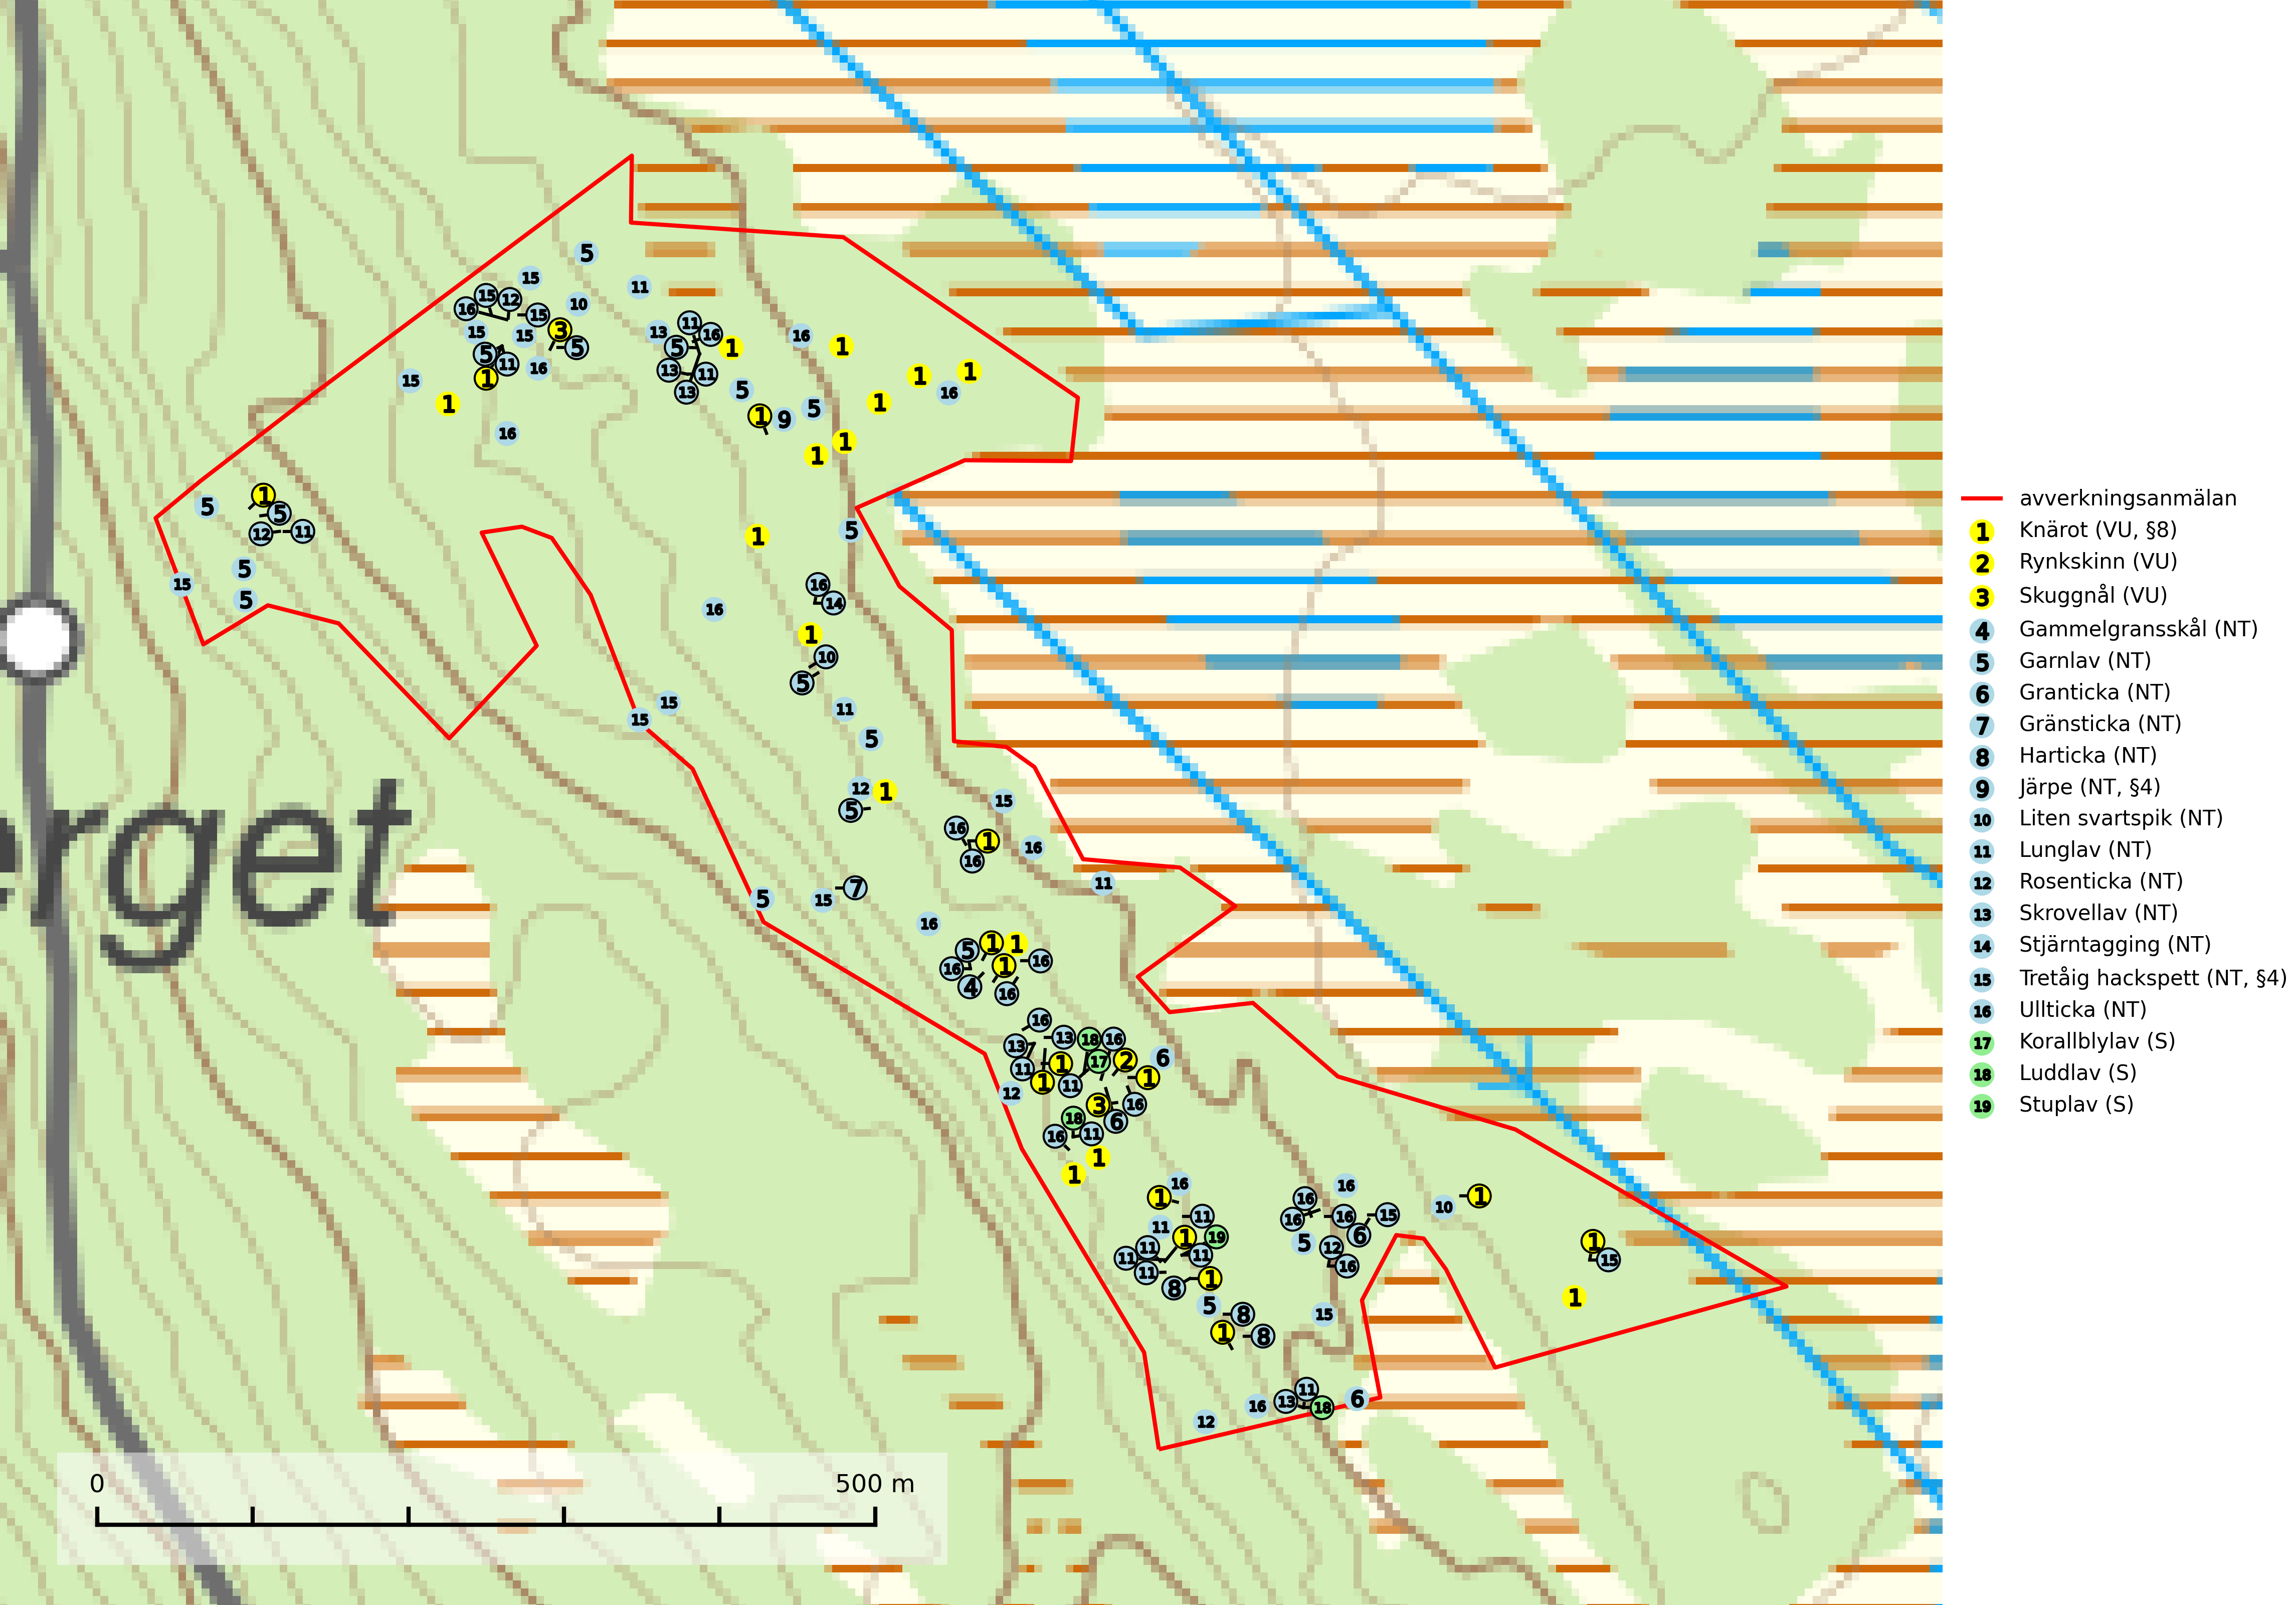 erget
0 500 m
avverkningsanmälan
1 Knärot (VU, §8)
2 Rynkskinn (VU)
3 Skuggnål (VU)
4 Gammelgransskål (NT)
5 Garnlav (NT)
6 Granticka (NT)
7 Gränsticka (NT)
8 Harticka (NT)
9 Järpe (NT, §4)
10 Liten svartspik (NT)
11 Lunglav (NT)
12 Rosenticka (NT)
13 Skrovellav (NT)
14 Stjärntagging (NT)
15 Tretåig hackspett (NT, §4)
16 Ullticka (NT)
17 Korallblylav (S)
18 Luddlav (S)
19 Stuplav (S)